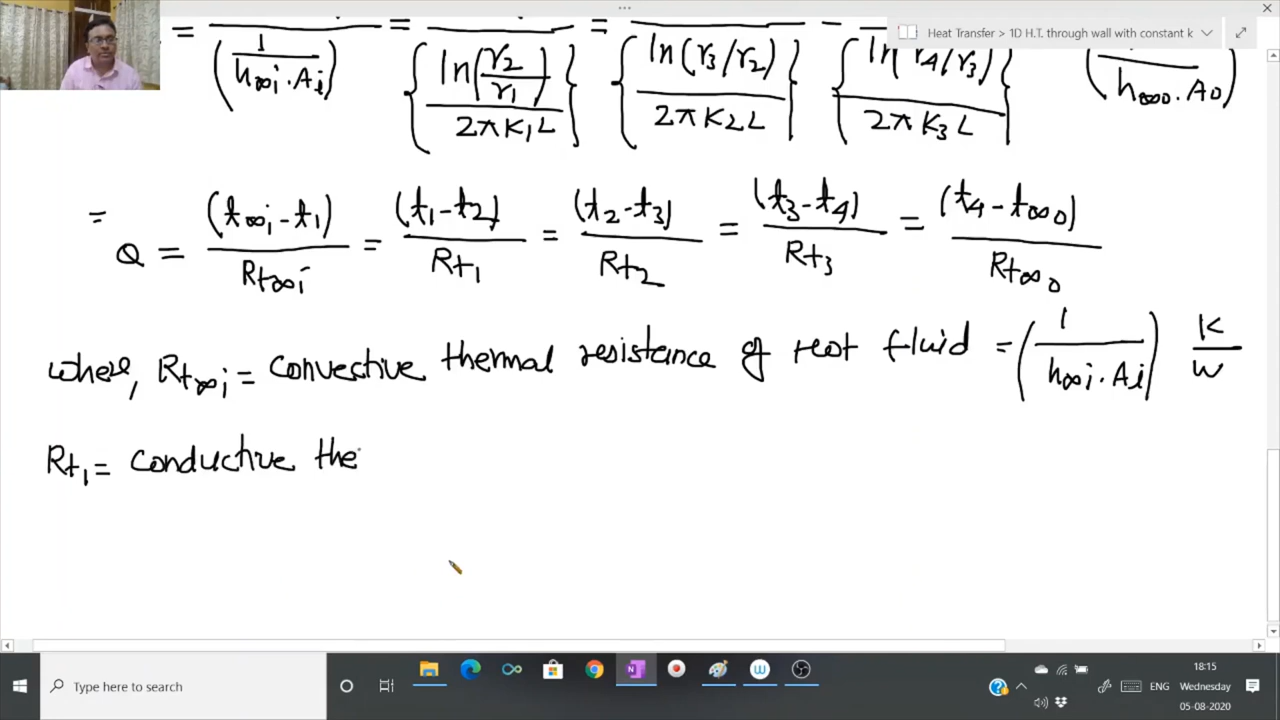 Heat Transfer > 1D H.T. through wall with constant k
= 1/(h∞i . Ai) = {ln(r2/r1)/2πK1L} = {ln(r3/r2)/2πK2L} {ln(r4/r3)/2πK3L} (h∞o . Ao)
= Q = (t∞i - t1)/Rt∞i = (t1 - t2)/Rt1 = (t2 - t3)/Rt2 = (t3 - t4)/Rt3 = (t4 - t∞o)/Rt∞o
where, Rt∞i = convective thermal resistance of hot fluid = (1/(h∞i . Ai)) K/W
Rt1 = conductive the
Type here to search
ENG
18:15
Wednesday
05-08-2020